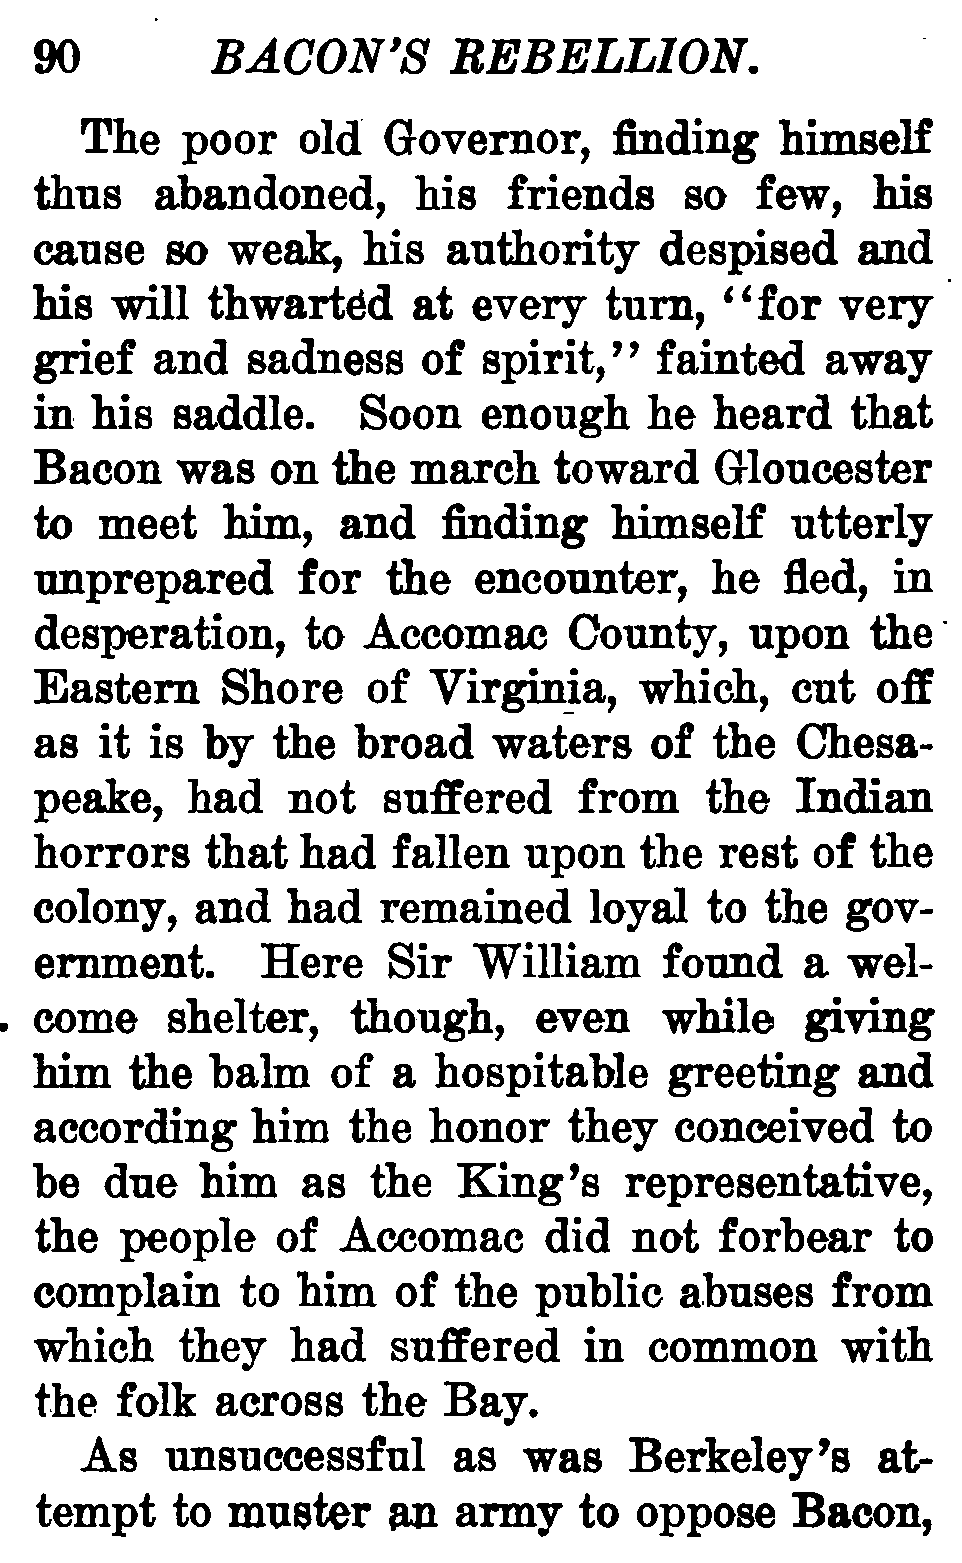 90 BACON'S REBELLION.
The poor old Governor, finding himself
thus abandoned, his friends so few, his
cause so weak, his authority despised and
his will thwarted at every turn, "for very
grief and sadness of spirit," fainted away
in his saddle. Soon enough he heard that
Bacon was on the march toward Gloucester
to meet him, and finding himself utterly
unprepared for the encounter, he fled, in
desperation, to Accomac County, upon the
Eastern Shore of Virginia, which, cut off
as it is by the broad waters of the Chesa-
peake, had not suffered from the Indian
horrors that had fallen upon the rest of the
colony, and had remained loyal to the gov-
ernment. Here Sir William found a wel-
come shelter, though, even while giving
him the balm of a hospitable greeting and
according him the honor they conceived to
be due him as the King's representative,
the people of Accomac did not forbear to
complain to him of the public abuses from
which they had suffered in common with
the folk across the Bay.
As unsuccessful as was Berkeley's at-
tempt to muster an army to oppose Bacon,